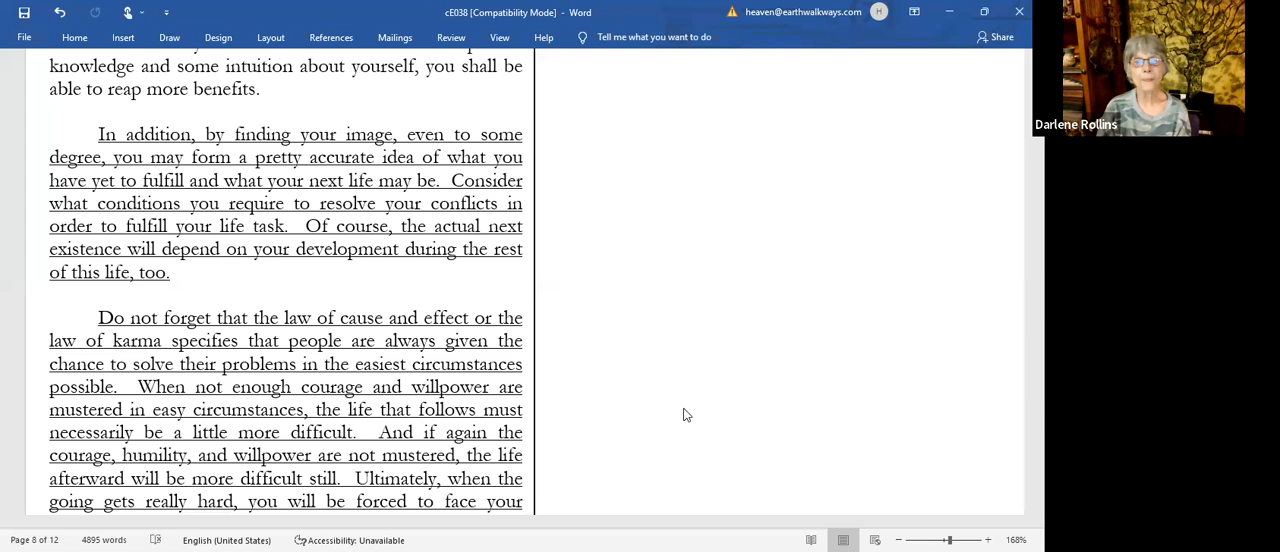 cE038 [Compatibility Mode] - Word
heaven@earthwalkways.com
H
File
Home
Insert
Draw
Design
Layout
References
Mailings
Review
View
Help
Tell me what you want to do
Share
knowledge and some intuition about yourself, you shall be
able to reap more benefits.
In addition, by finding your image, even to some
degree, you may form a pretty accurate idea of what you
have yet to fulfill and what your next life may be. Consider
what conditions you require to resolve your conflicts in
order to fulfill your life task. Of course, the actual next
existence will depend on your development during the rest
of this life, too.
Do not forget that the law of cause and effect or the
law of karma specifies that people are always given the
chance to solve their problems in the easiest circumstances
possible. When not enough courage and willpower are
mustered in easy circumstances, the life that follows must
necessarily be a little more difficult. And if again the
courage, humility, and willpower are not mustered, the life
afterward will be more difficult still. Ultimately, when the
going gets really hard, you will be forced to face your
Page 8 of 12
4895 words
English (United States)
Accessibility: Unavailable
168%
Darlene Rollins